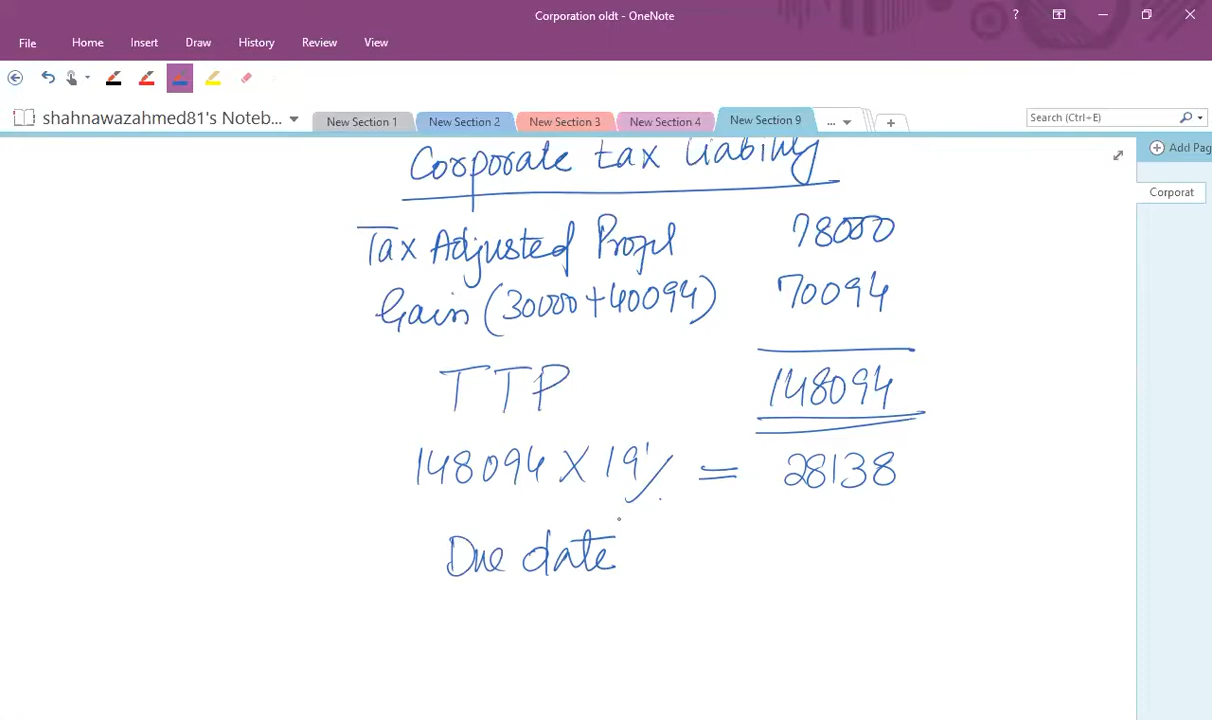 Corporation oldt - OneNote
?
File Home Insert Draw History Review View
shahnawazahmed81's Noteb... New Section 1 New Section 2 New Section 3 New Section 4 New Section 9 ... Search (Ctrl+E)
Add Pag
Corporat
Corporate tax liability
Tax Adjusted Profit 78000
Gain (30000+40094) 70094
TTP 148094
148094 X 19% = 28138
Due date